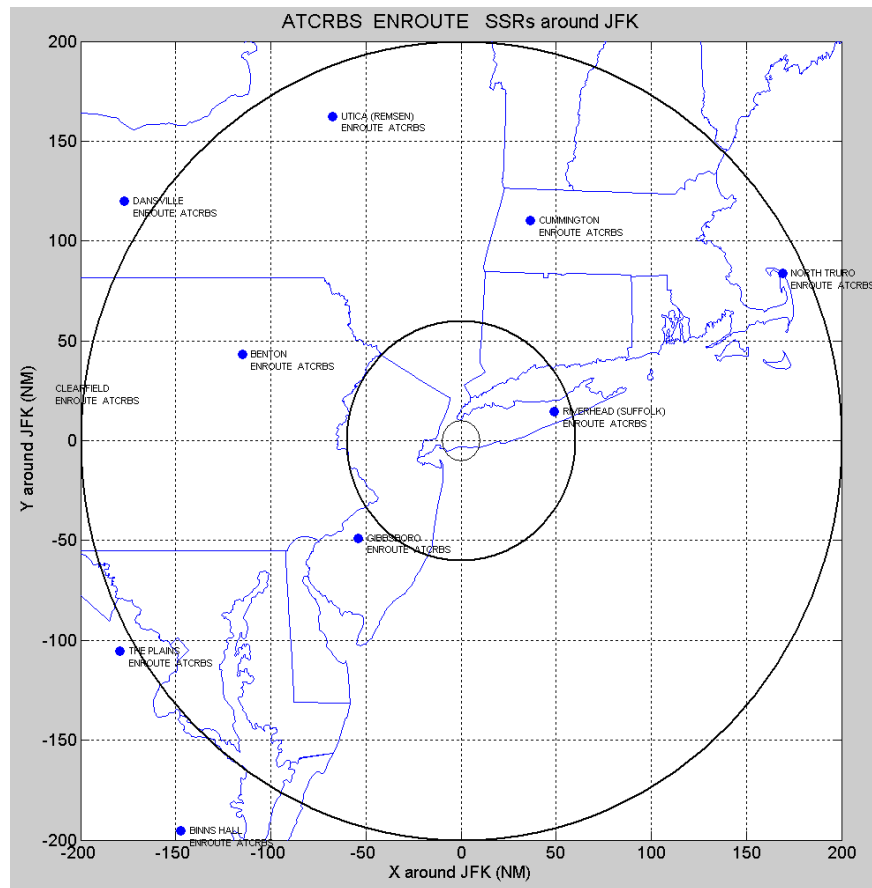 ATCRBS ENROUTE SSRs around JFK
200
UTICA (REMSEN)
ENROUTE ATCRBS
150
DANSVILLE
ENROUTE ATCRBS
CUMMINGTON
ENROUTE ATCRBS
100
NORTH TRURO
ENROUTE ATCRBS
50
BENTON
ENROUTE ATCRBS
CLEARFIELD
ENROUTE ATCRBS
RIVERHEAD (SUFFOLK)
ENROUTE ATCRBS
0
Y around JFK (NM)
-50
GIBBSBORO
ENROUTE ATCRBS
-100
THE PLAINS
ENROUTE ATCRBS
-150
BINNS HALL
ENROUTE ATCRBS
-200
-200 -150 -100 -50 0 50 100 150 200
X around JFK (NM)